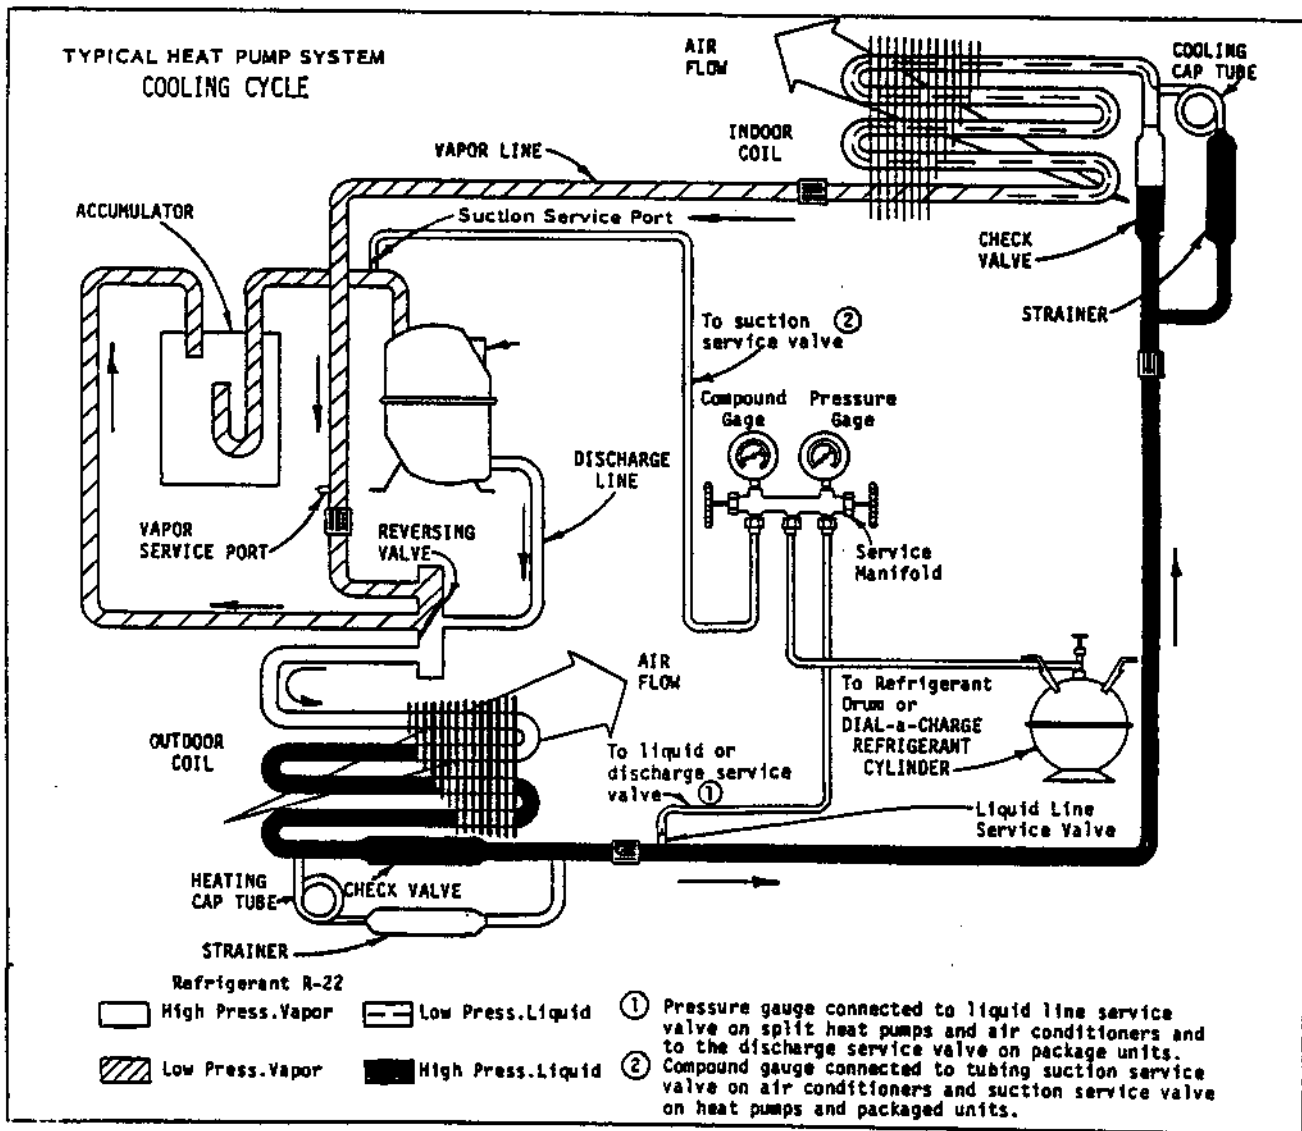 TYPICAL HEAT PUMP SYSTEM
COOLING CYCLE
AIR
FLOW
COOLING
CAP TUBE
INDOOR
COIL
VAPOR LINE
ACCUMULATOR
Suction Service Port
CHECK
VALVE
STRAINER
To suction ②
service valve
Compound
Gage
Pressure
Gage
DISCHARGE
LINE
VAPOR
SERVICE PORT
REVERSING
VALVE
Service
Manifold
AIR
FLOW
To Refrigerant
Drum or
DIAL-a-CHARGE
REFRIGERANT
CYLINDER
OUTDOOR
COIL
To liquid or
discharge service
valve ①
Liquid Line
Service Valve
HEATING
CAP TUBE
CHECK VALVE
STRAINER
Refrigerant R-22
High Press.Vapor
Low Press.Liquid
Low Press.Vapor
High Press.Liquid
① Pressure gauge connected to liquid line service
valve on split heat pumps and air conditioners and
to the discharge service valve on package units.
② Compound gauge connected to tubing suction service
valve on air conditioners and suction service valve
on heat pumps and packaged units.